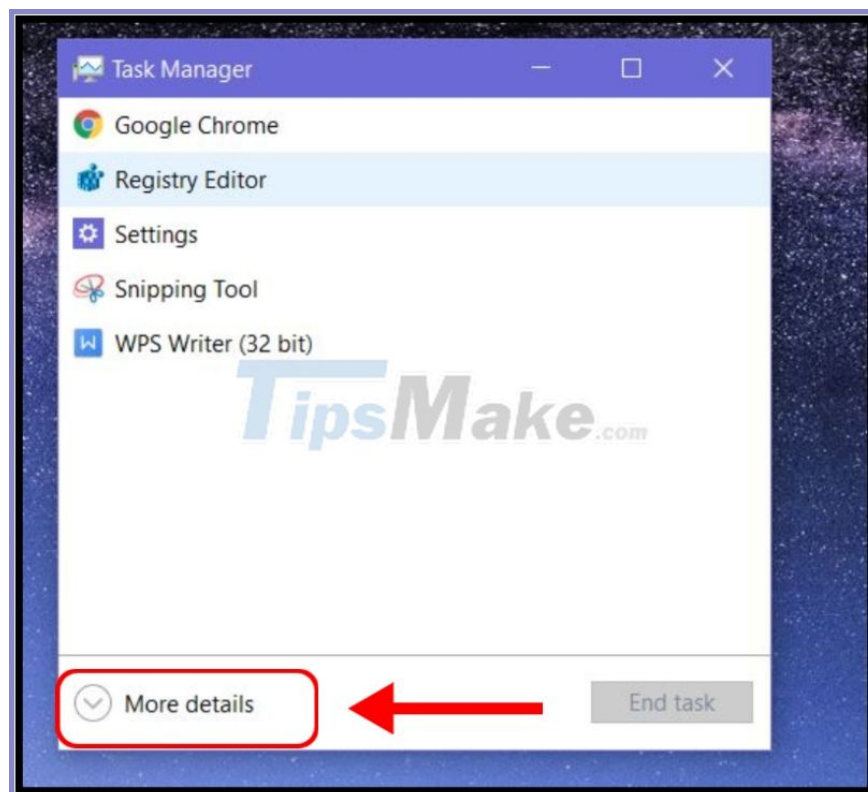 Task Manager
Google Chrome
Registry Editor
Settings
Snipping Tool
WPS Writer (32 bit)
TipsMake.com
More details
End task